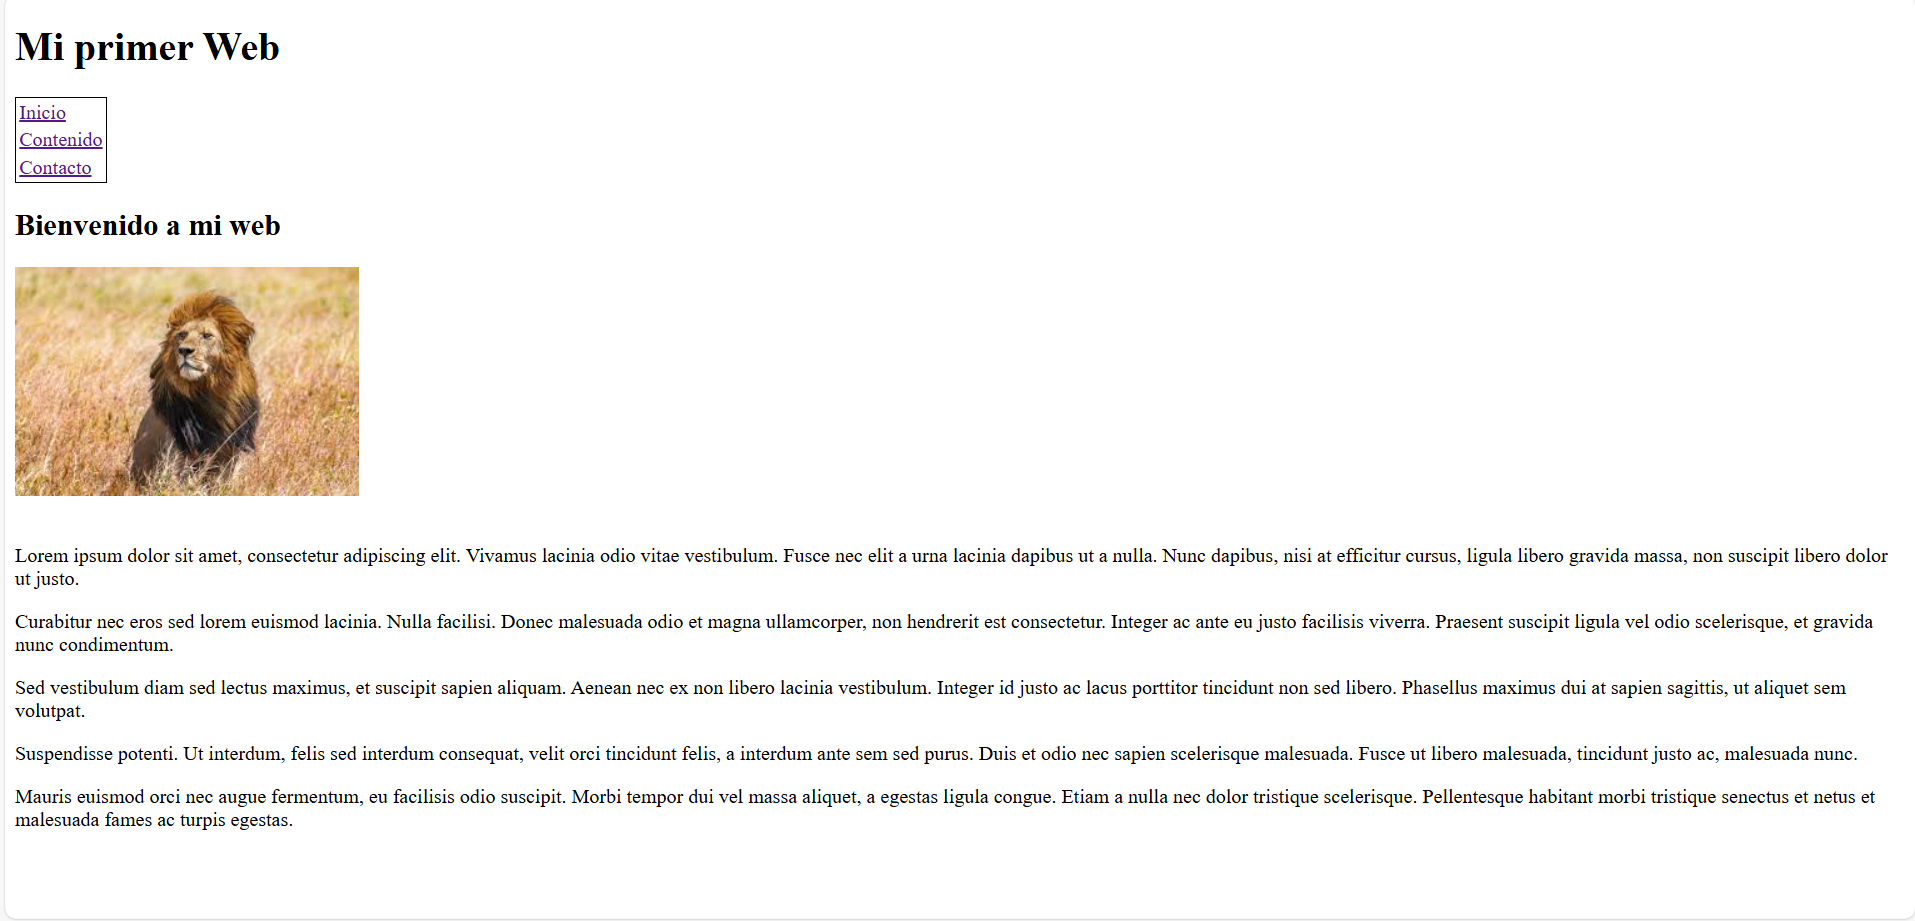 Mi primer Web
Inicio
Contenido
Contacto
Bienvenido a mi web
Lorem ipsum dolor sit amet, consectetur adipiscing elit. Vivamus lacinia odio vitae vestibulum. Fusce nec elit a urna lacinia dapibus ut a nulla. Nunc dapibus, nisi at efficitur cursus, ligula libero gravida massa, non suscipit libero dolor
ut justo.
Curabitur nec eros sed lorem euismod lacinia. Nulla facilisi. Donec malesuada odio et magna ullamcorper, non hendrerit est consectetur. Integer ac ante eu justo facilisis viverra. Praesent suscipit ligula vel odio scelerisque, et gravida
nunc condimentum.
Sed vestibulum diam sed lectus maximus, et suscipit sapien aliquam. Aenean nec ex non libero lacinia vestibulum. Integer id justo ac lacus porttitor tincidunt non sed libero. Phasellus maximus dui at sapien sagittis, ut aliquet sem
volutpat.
Suspendisse potenti. Ut interdum, felis sed interdum consequat, velit orci tincidunt felis, a interdum ante sem sed purus. Duis et odio nec sapien scelerisque malesuada. Fusce ut libero malesuada, tincidunt justo ac, malesuada nunc.
Mauris euismod orci nec augue fermentum, eu facilisis odio suscipit. Morbi tempor dui vel massa aliquet, a egestas ligula congue. Etiam a nulla nec dolor tristique scelerisque. Pellentesque habitant morbi tristique senectus et netus et
malesuada fames ac turpis egestas.